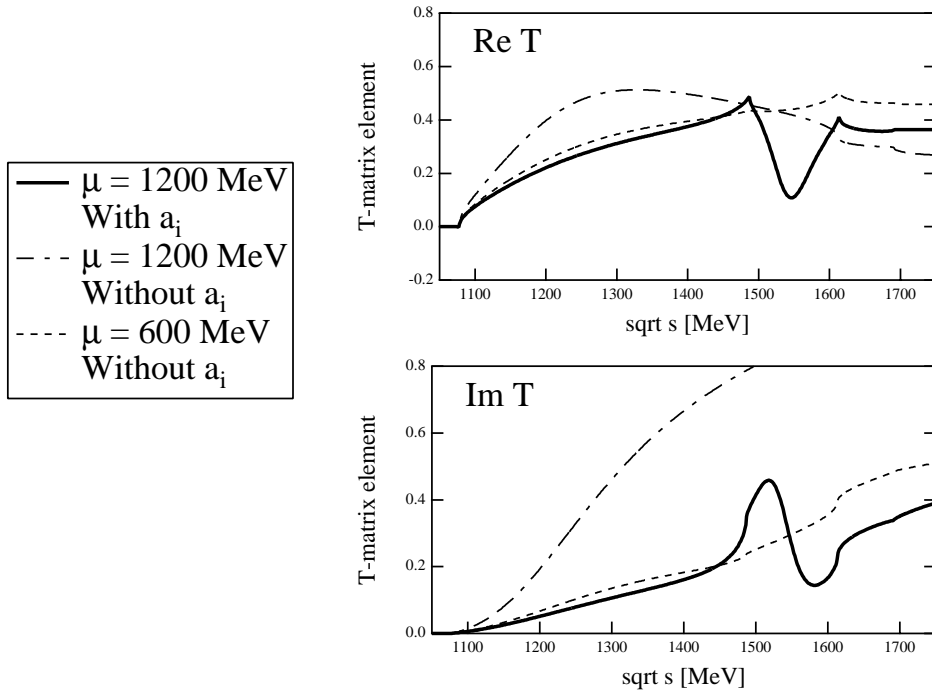 μ = 1200 MeV
With a_i
μ = 1200 MeV
Without a_i
μ = 600 MeV
Without a_i
Re T
T-matrix element
0.8
0.6
0.4
0.2
0.0
-0.2
1100 1200 1300 1400 1500 1600 1700
sqrt s [MeV]
Im T
T-matrix element
0.8
0.6
0.4
0.2
0.0
1100 1200 1300 1400 1500 1600 1700
sqrt s [MeV]